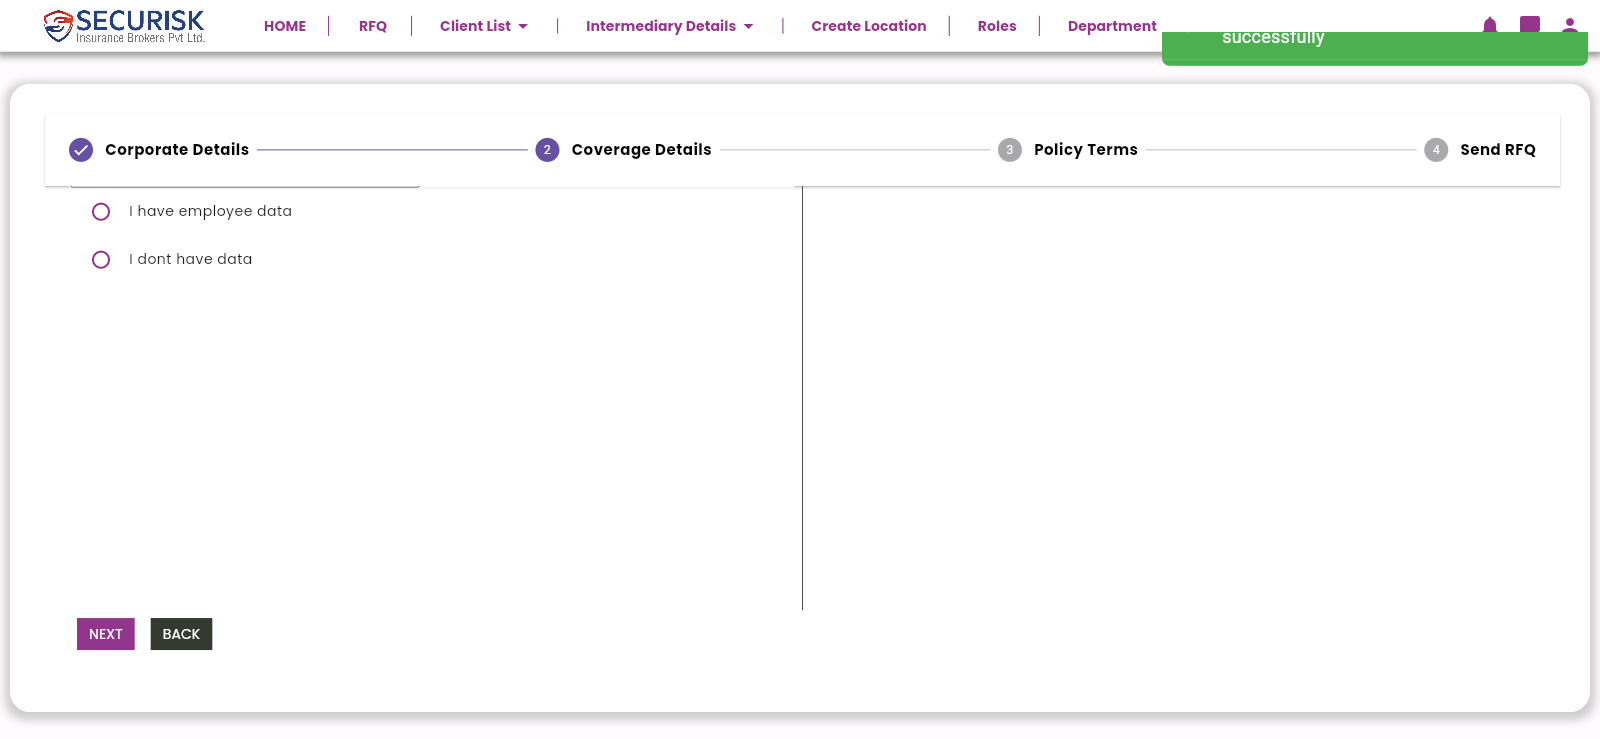 SECURISK
Insurance Brokers Pvt Ltd.
HOME RFQ Client List Intermediary Details Create Location Roles Department
successfully
Corporate Details 2 Coverage Details 3 Policy Terms 4 Send RFQ
I have employee data
I dont have data
NEXT BACK